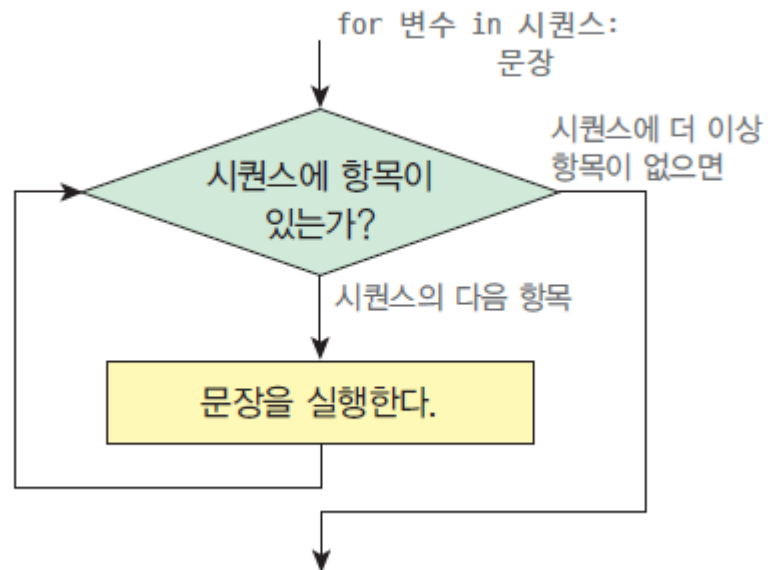 for 변수 in 시퀀스:
문장
시퀀스에 더 이상
항목이 없으면
시퀀스에 항목이
있는가?
시퀀스의 다음 항목
문장을 실행한다.